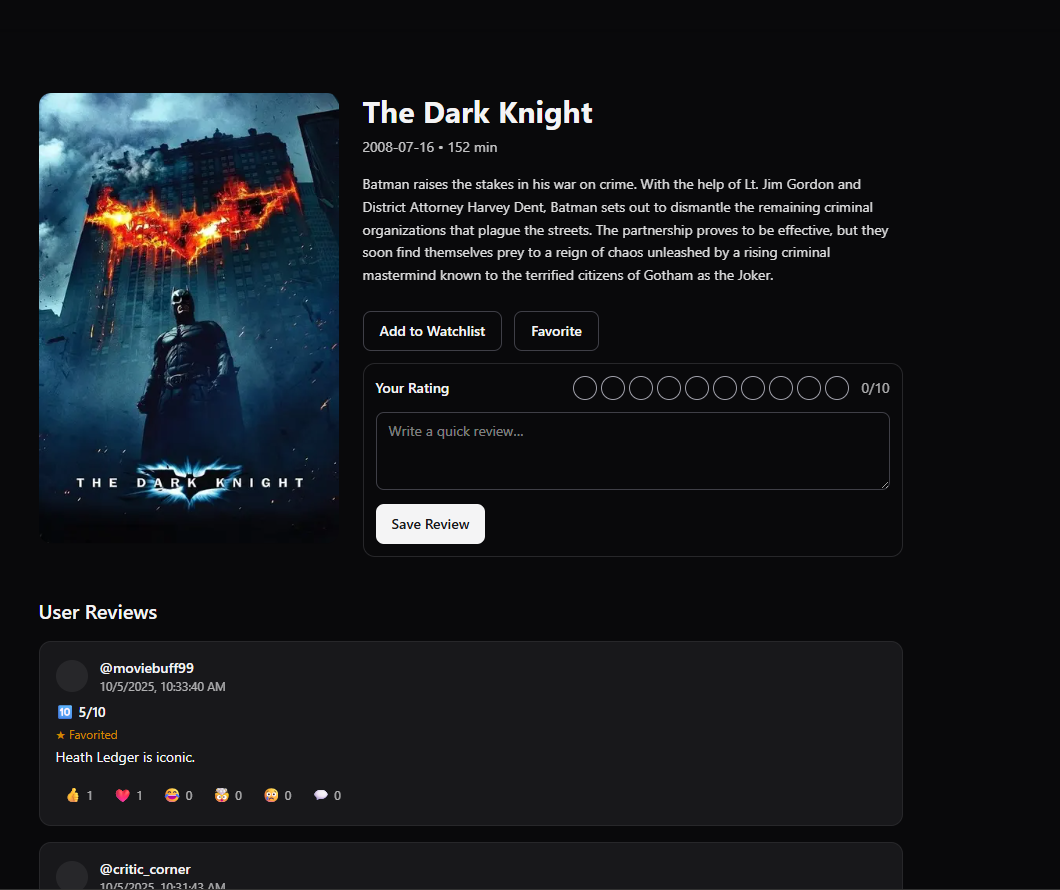 The Dark Knight
2008-07-16 • 152 min
Batman raises the stakes in his war on crime. With the help of Lt. Jim Gordon and
District Attorney Harvey Dent, Batman sets out to dismantle the remaining criminal
organizations that plague the streets. The partnership proves to be effective, but they
soon find themselves prey to a reign of chaos unleashed by a rising criminal
mastermind known to the terrified citizens of Gotham as the Joker.
Add to Watchlist Favorite
Your Rating 0/10
Write a quick review...
Save Review
THE DARK KNIGHT
User Reviews
@moviebuff99
10/5/2025, 10:33:40 AM
🔟 5/10
★ Favorited
Heath Ledger is iconic.
👍 1 ❤️ 1 😂 0 🤯 0 😳 0 💬 0
@critic_corner
10/5/2025, 10:31:43 AM